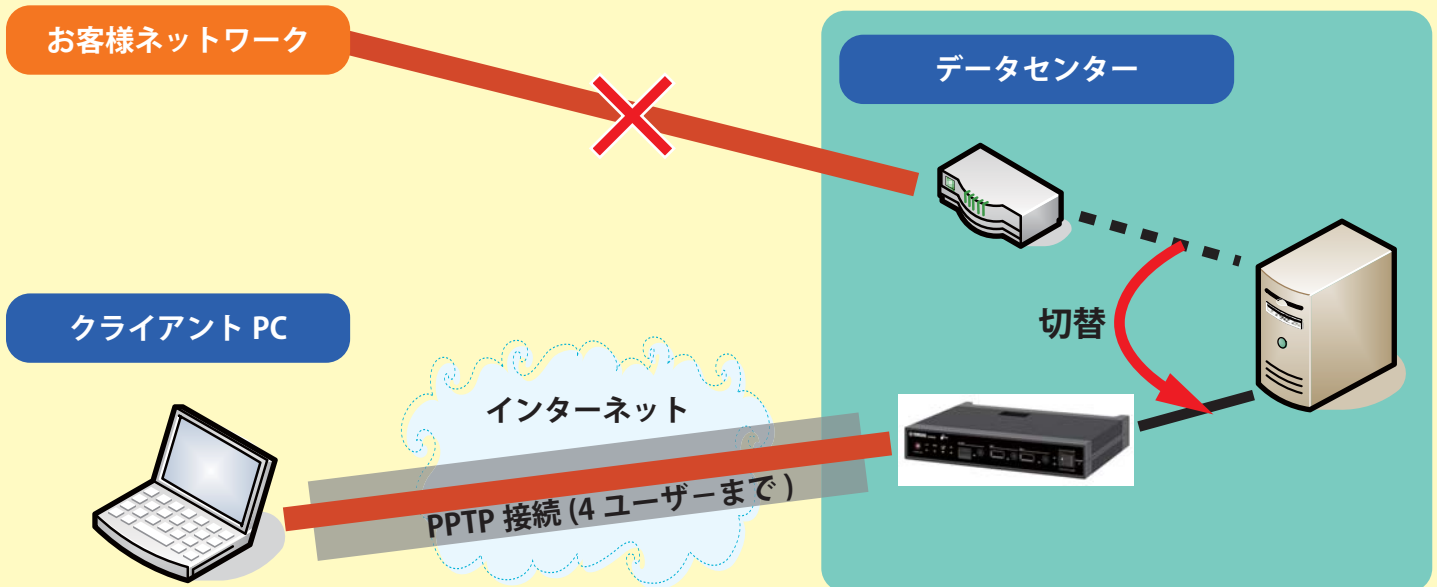 お客様ネットワーク
データセンター
クライアント PC
切替
インターネット
PPTP 接続 (4 ユーザーまで )
YAMAHA